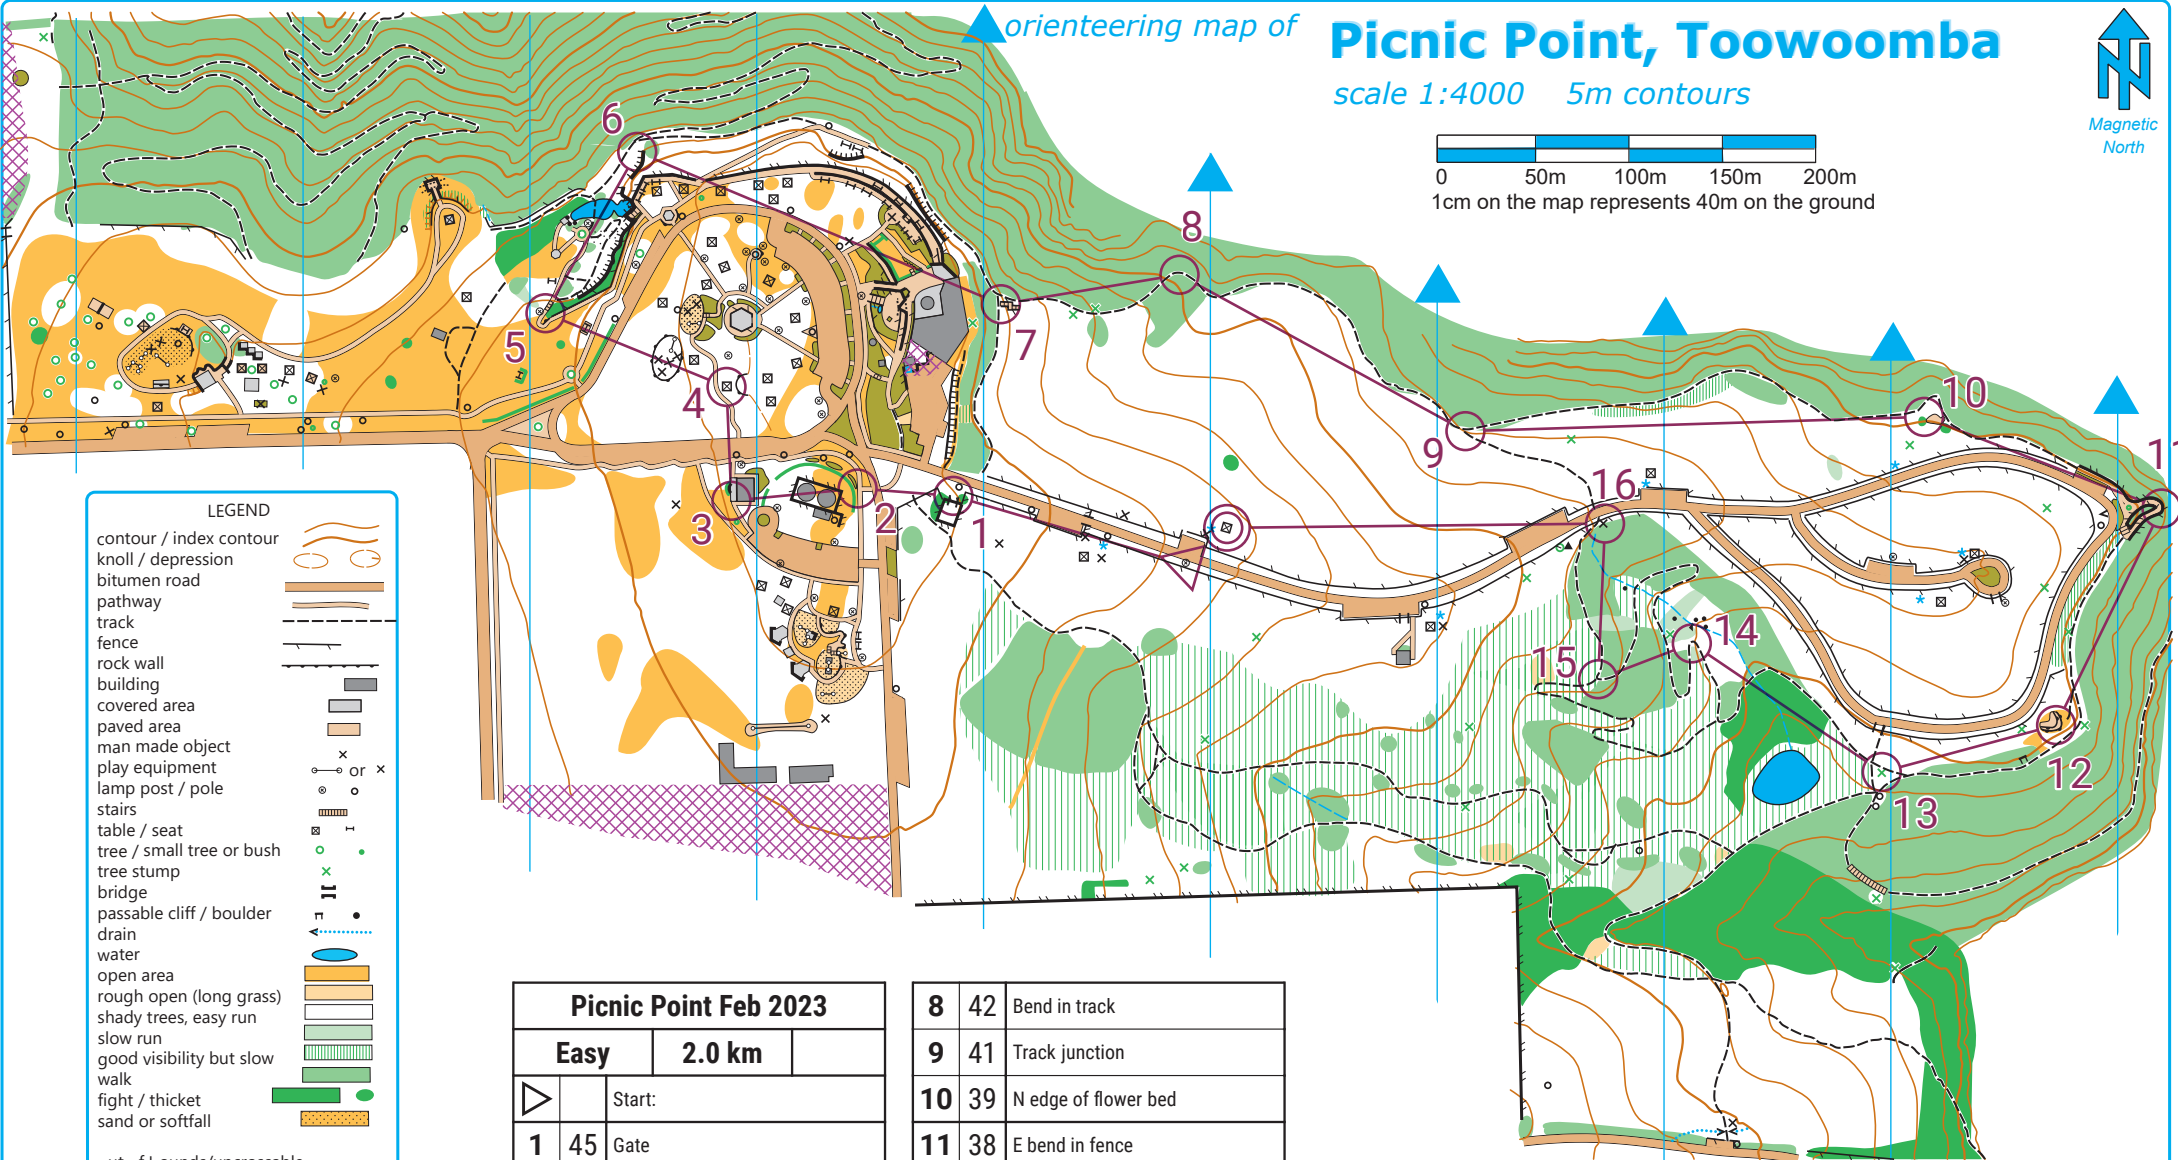 orienteering map of
Picnic Point, Toowoomba
scale 1:4000 5m contours
Magnetic
North
0 50m 100m 150m 200m
1cm on the map represents 40m on the ground
6
8
7
5
4
9
10
11
3
2
1
16
14
15
12
13
LEGEND
contour / index contour
knoll / depression
bitumen road
pathway
track
fence
rock wall
building
covered area
paved area
man made object
play equipment or
lamp post / pole
stairs
table / seat
tree / small tree or bush
tree stump
bridge
passable cliff / boulder
drain
water
open area
rough open (long grass)
shady trees, easy run
slow run
good visibility but slow
walk
fight / thicket
sand or softfall
Picnic Point Feb 2023
Easy 2.0 km
Start:
1 45 Gate
8 42 Bend in track
9 41 Track junction
10 39 N edge of flower bed
11 38 E bend in fence